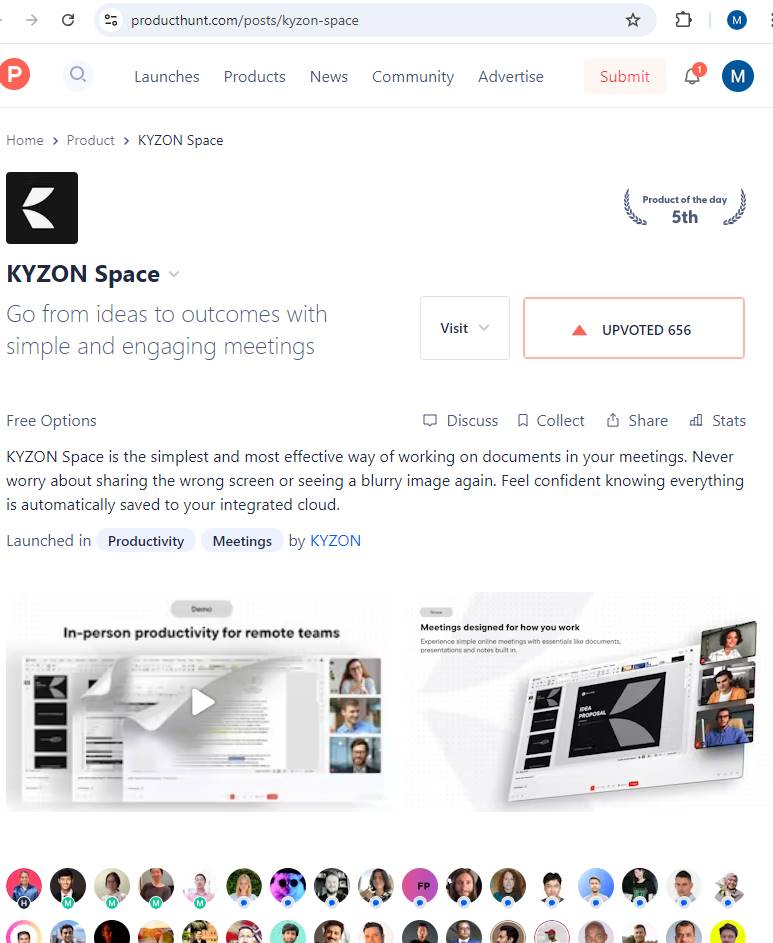 producthunt.com/posts/kyzon-space
M
P
Launches Products News Community Advertise Submit 1 M
Home > Product > KYZON Space
Product of the day
5th
KYZON Space
Go from ideas to outcomes with
simple and engaging meetings
Visit
UPVOTED 656
Free Options
Discuss Collect Share Stats
KYZON Space is the simplest and most effective way of working on documents in your meetings. Never
worry about sharing the wrong screen or seeing a blurry image again. Feel confident knowing everything
is automatically saved to your integrated cloud.
Launched in Productivity Meetings by KYZON
Demo
In-person productivity for remote teams
Meetings designed for how you work
Experience simple online meetings with essentials like documents,
presentations and notes built in.
IDEA
PROPOSAL
FP
H M M M M